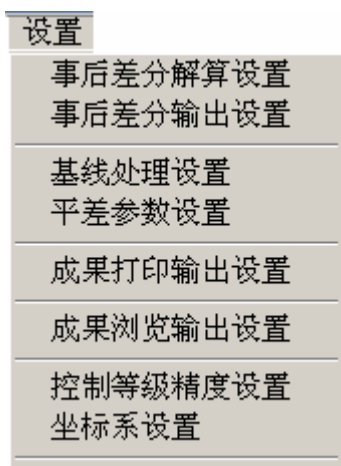 设置
事后差分解算设置
事后差分输出设置
基线处理设置
平差参数设置
成果打印输出设置
成果浏览输出设置
控制等级精度设置
坐标系设置